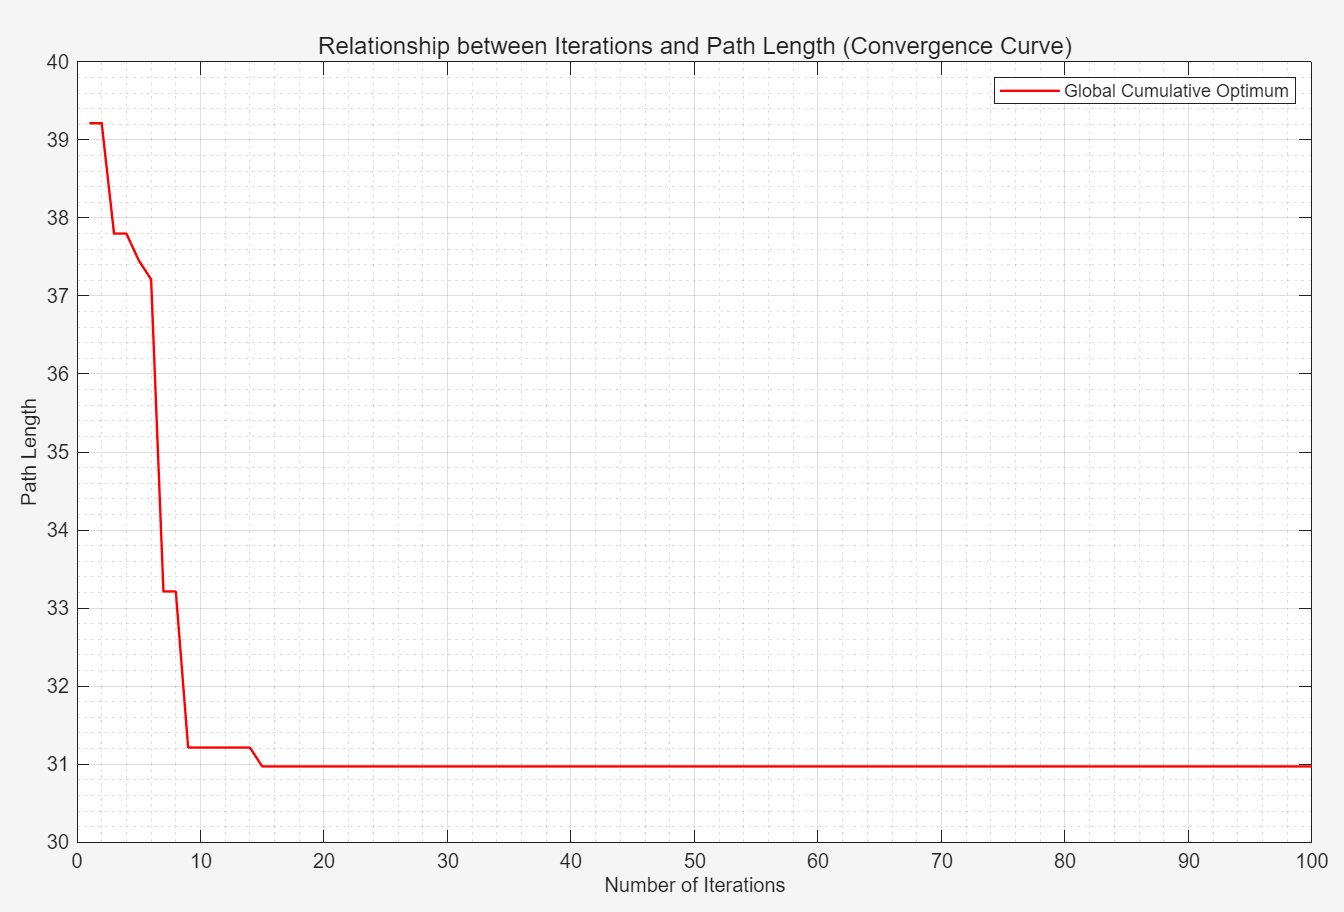 Relationship between Iterations and Path Length (Convergence Curve)
Global Cumulative Optimum
40
39
38
37
36
35
34
33
32
31
30
Path Length
0 10 20 30 40 50 60 70 80 90 100
Number of Iterations